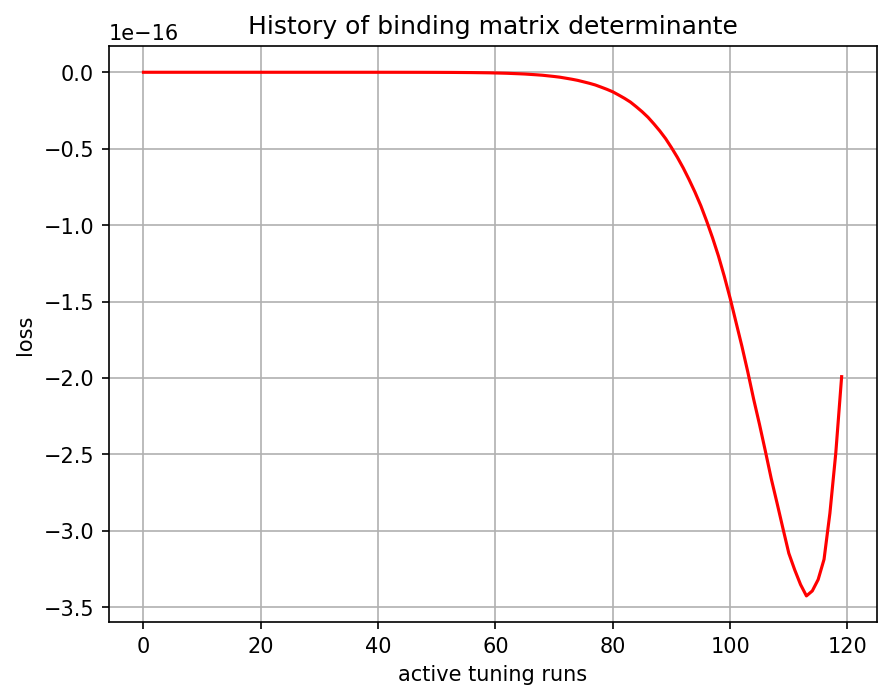 History of binding matrix determinante
1e−16
0.0
−0.5
−1.0
−1.5
−2.0
−2.5
−3.0
−3.5
loss
0 20 40 60 80 100 120
active tuning runs